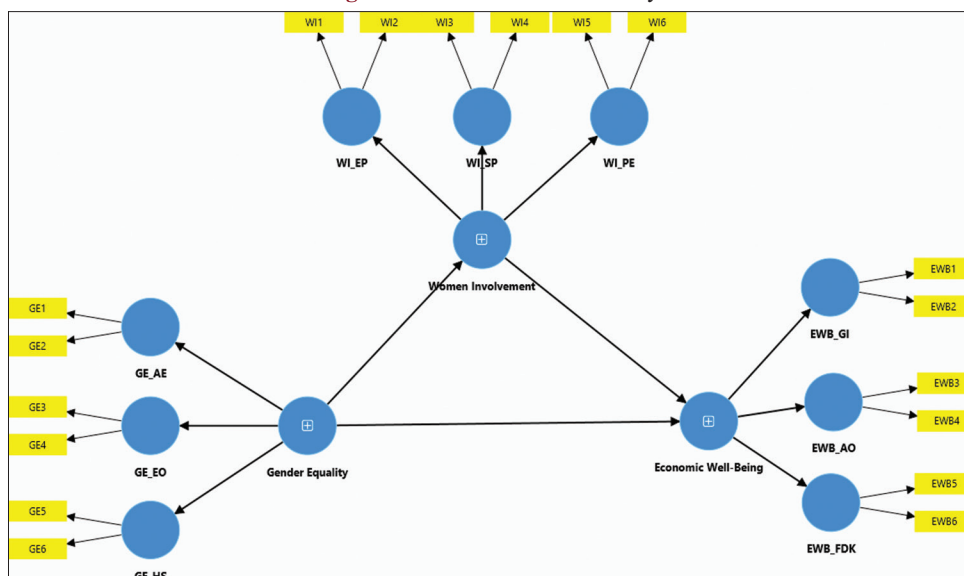 WI1 WI2 WI3 WI4 WI5 WI6
WI_EP WI_SP WI_PE
Women Involvement
EWB1
EWB2
EWB_GI
GE1
GE2
GE_AE
EWB3
EWB4
EWB_AO
GE3
GE4
GE_EO
Gender Equality
Economic Well-Being
EWB5
EWB6
EWB_FDK
GE5
GE6